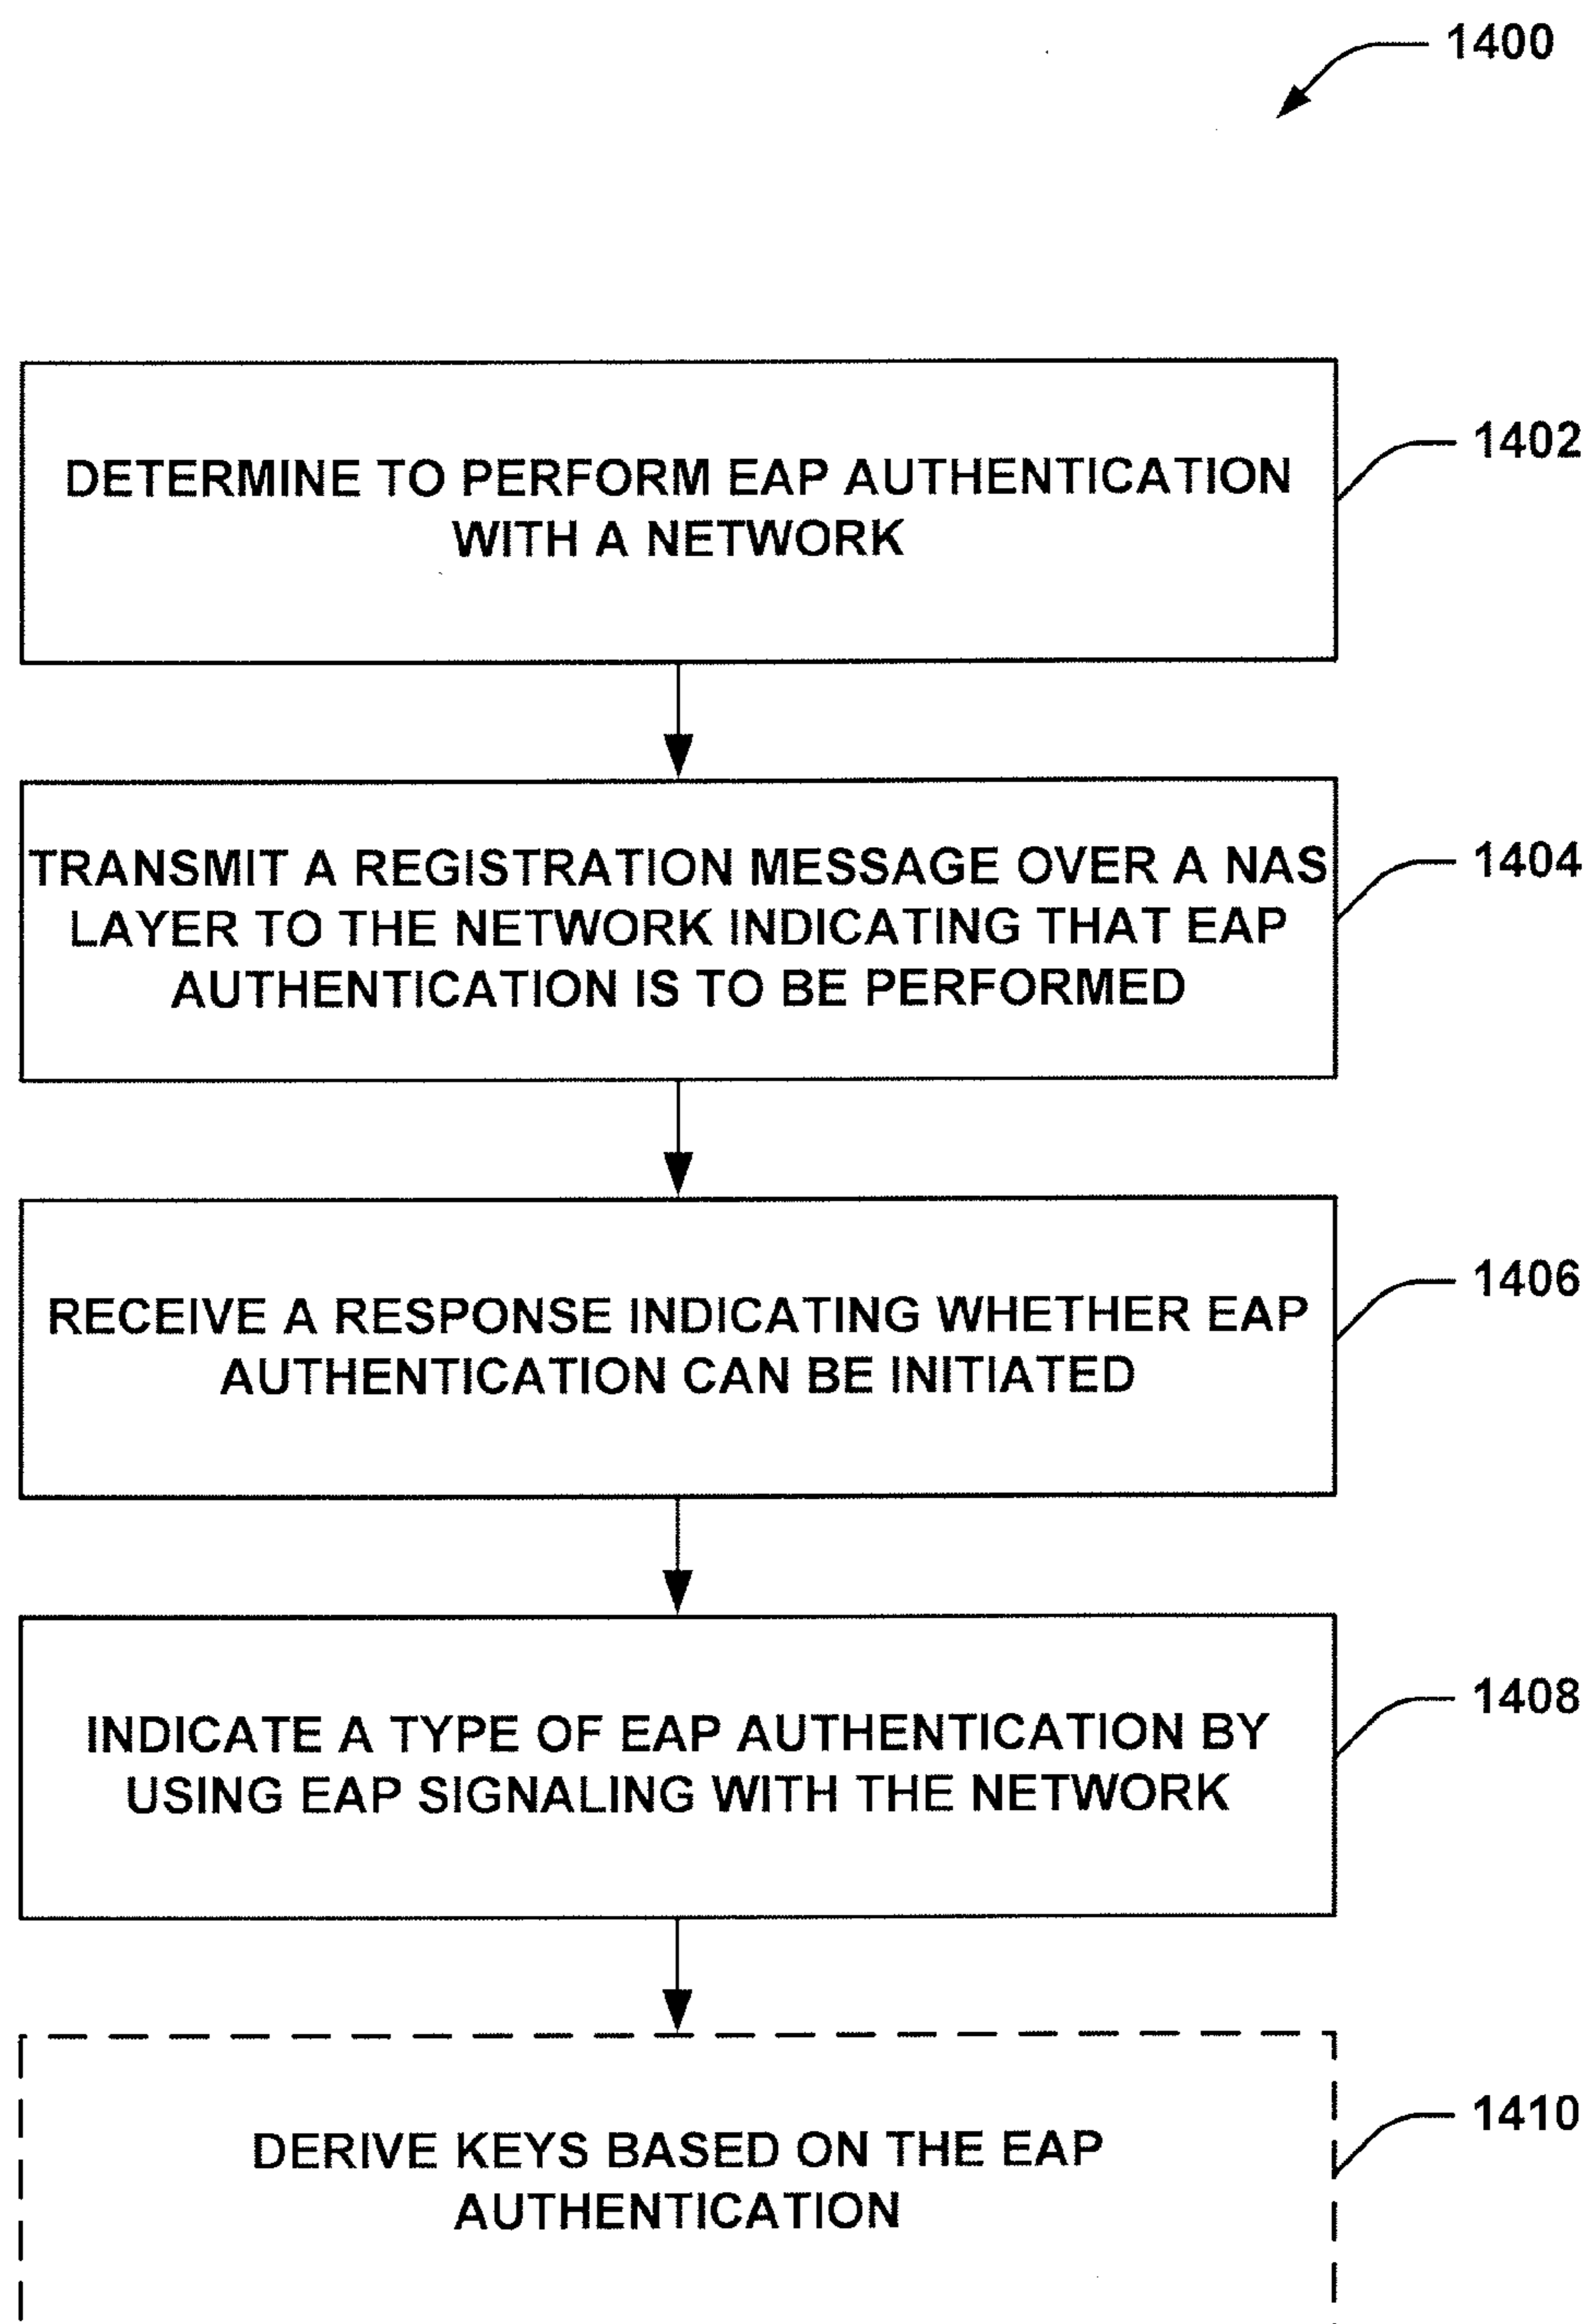 1400
DETERMINE TO PERFORM EAP AUTHENTICATION
WITH A NETWORK
1402
TRANSMIT A REGISTRATION MESSAGE OVER A NAS
LAYER TO THE NETWORK INDICATING THAT EAP
AUTHENTICATION IS TO BE PERFORMED
1404
RECEIVE A RESPONSE INDICATING WHETHER EAP
AUTHENTICATION CAN BE INITIATED
1406
INDICATE A TYPE OF EAP AUTHENTICATION BY
USING EAP SIGNALING WITH THE NETWORK
1408
DERIVE KEYS BASED ON THE EAP
AUTHENTICATION
1410